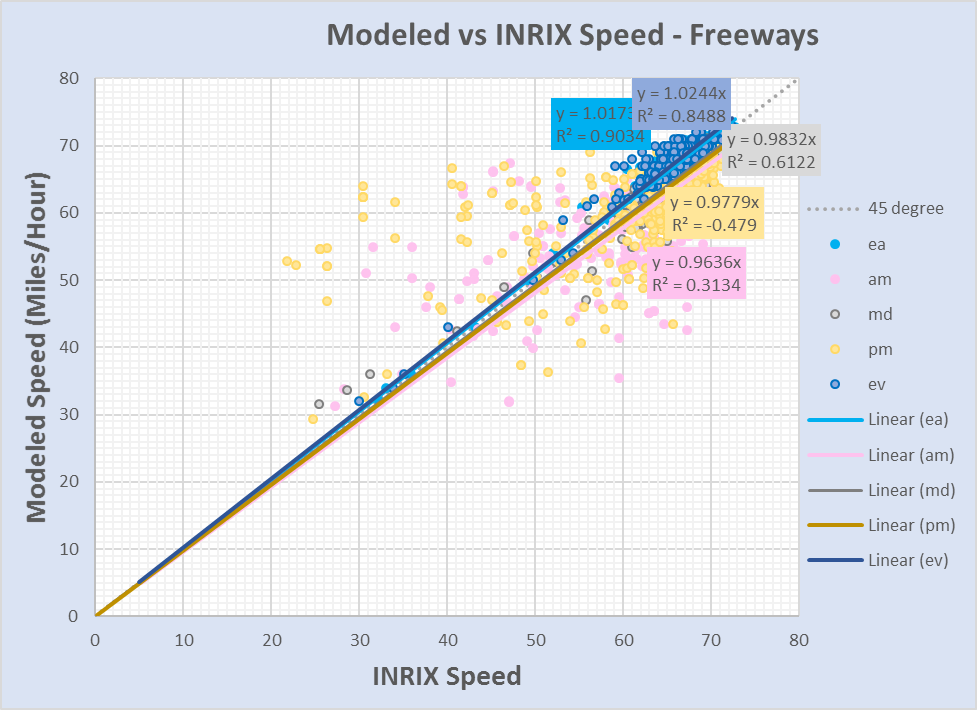 Modeled vs INRIX Speed - Freeways
Modeled Speed (Miles/Hour)
80
70
60
50
40
30
20
10
0
0 10 20 30 40 50 60 70 80
INRIX Speed
y = 1.0173
R² = 0.9034
y = 1.0244x
R² = 0.8488
y = 0.9832x
R² = 0.6122
y = 0.9779x
R² = -0.479
y = 0.9636x
R² = 0.3134
45 degree
ea
am
md
pm
ev
Linear (ea)
Linear (am)
Linear (md)
Linear (pm)
Linear (ev)